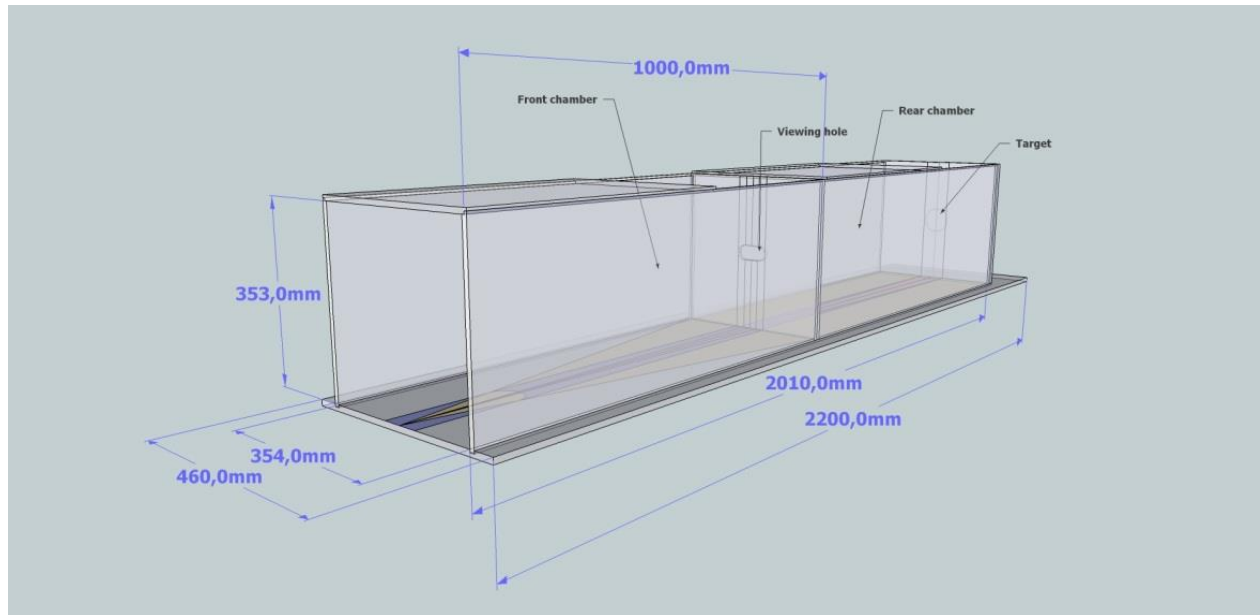 1000,0mm
Front chamber
Rear chamber
Viewing hole
Target
353,0mm
2010,0mm
2200,0mm
354,0mm
460,0mm